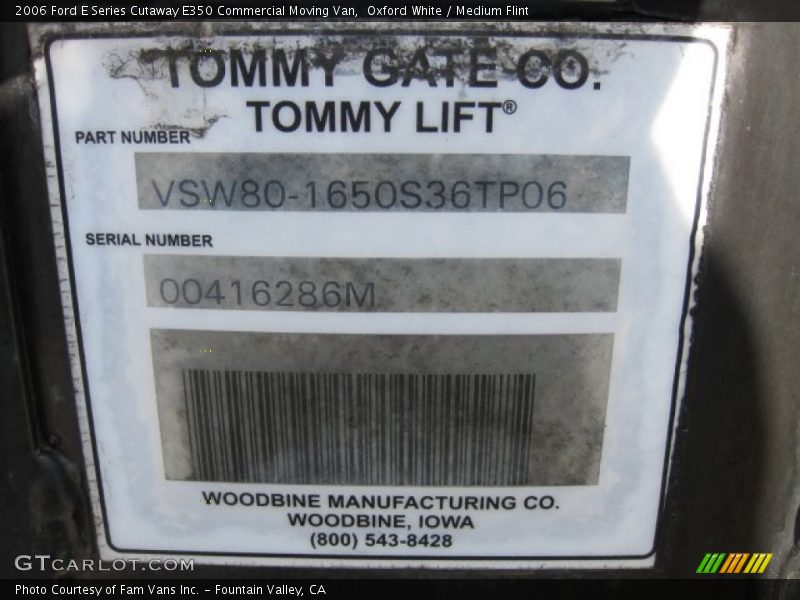 2006 Ford E Series Cutaway E350 Commercial Moving Van,  Oxford White / Medium Flint
TOMMY GATE CO.
TOMMY LIFT®
PART NUMBER
VSW80-1650S36TP06
SERIAL NUMBER
00416286M
WOODBINE MANUFACTURING CO.
WOODBINE, IOWA
(800) 543-8428
GTCARLOT.COM
Photo Courtesy of Fam Vans Inc. - Fountain Valley, CA